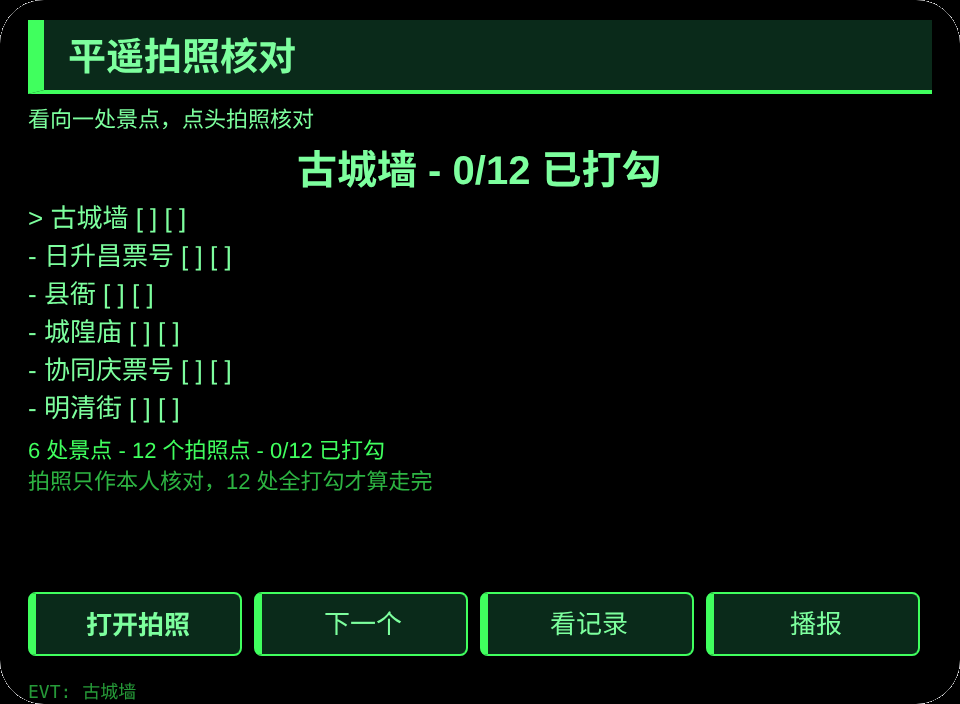 平遥拍照核对
看向一处景点，点头拍照核对
古城墙 - 0/12 已打勾
> 古城墙 [ ] [ ]
- 日升昌票号 [ ] [ ]
- 县衙 [ ] [ ]
- 城隍庙 [ ] [ ]
- 协同庆票号 [ ] [ ]
- 明清街 [ ] [ ]
6 处景点 - 12 个拍照点 - 0/12 已打勾
拍照只作本人核对，12 处全打勾才算走完
打开拍照
下一个
看记录
播报
EVT: 古城墙